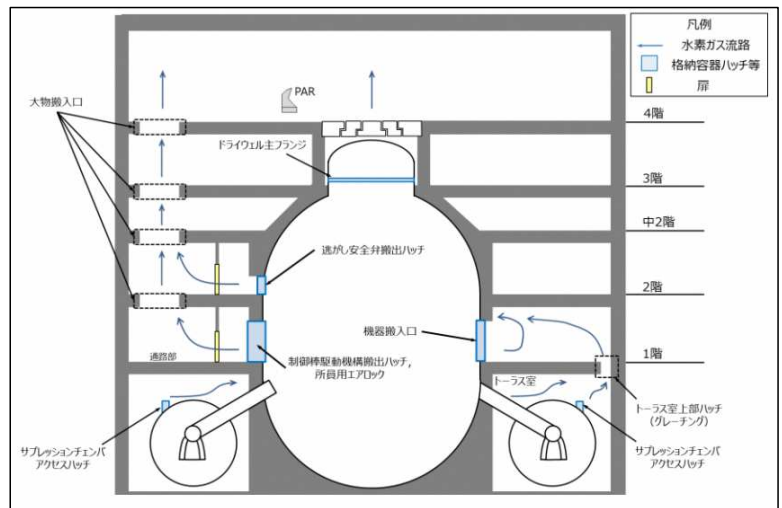 凡例
水素ガス流路
格納容器ハッチ等
扉
大物搬入口
PAR
4階
ドライウェル主フランジ
3階
中2階
逃がし安全弁搬出ハッチ
2階
機器搬入口
通路部
制御棒駆動機構搬出ハッチ,
所員用エアロック
1階
トーラス室
トーラス室上部ハッチ
(グレーチング)
サプレッションチェンバ
アクセスハッチ
サプレッションチェンバ
アクセスハッチ